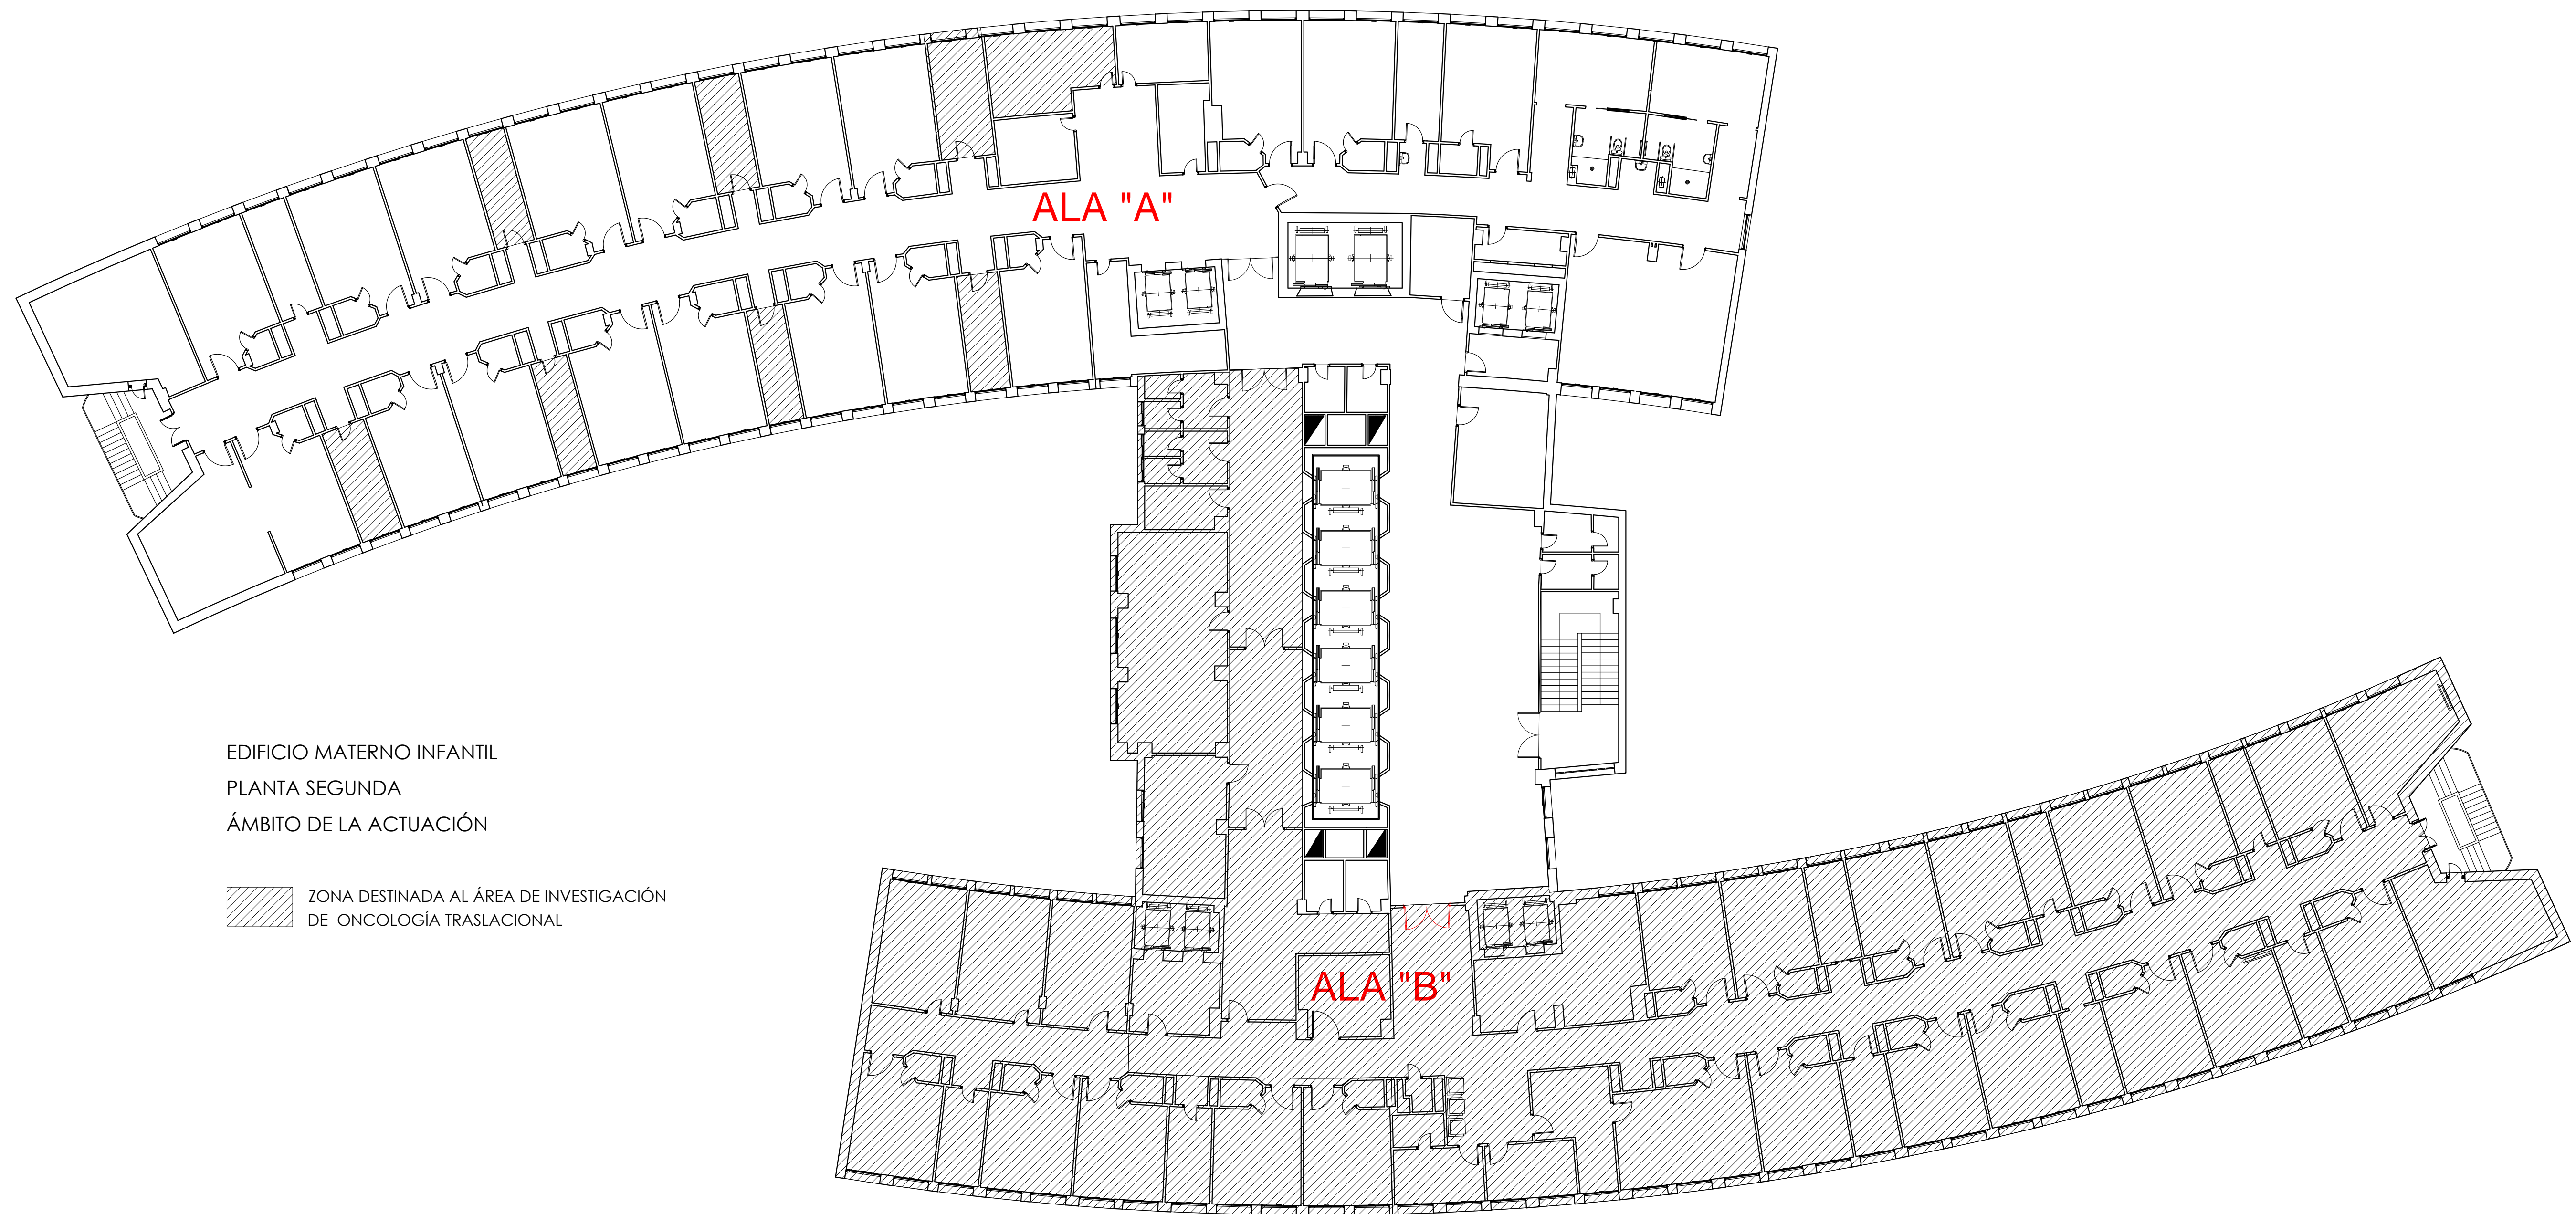 ALA "A"
EDIFICIO MATERNO INFANTIL
PLANTA SEGUNDA
ÁMBITO DE LA ACTUACIÓN
ZONA DESTINADA AL ÁREA DE INVESTIGACIÓN
DE ONCOLOGÍA TRASLACIONAL
ALA "B"